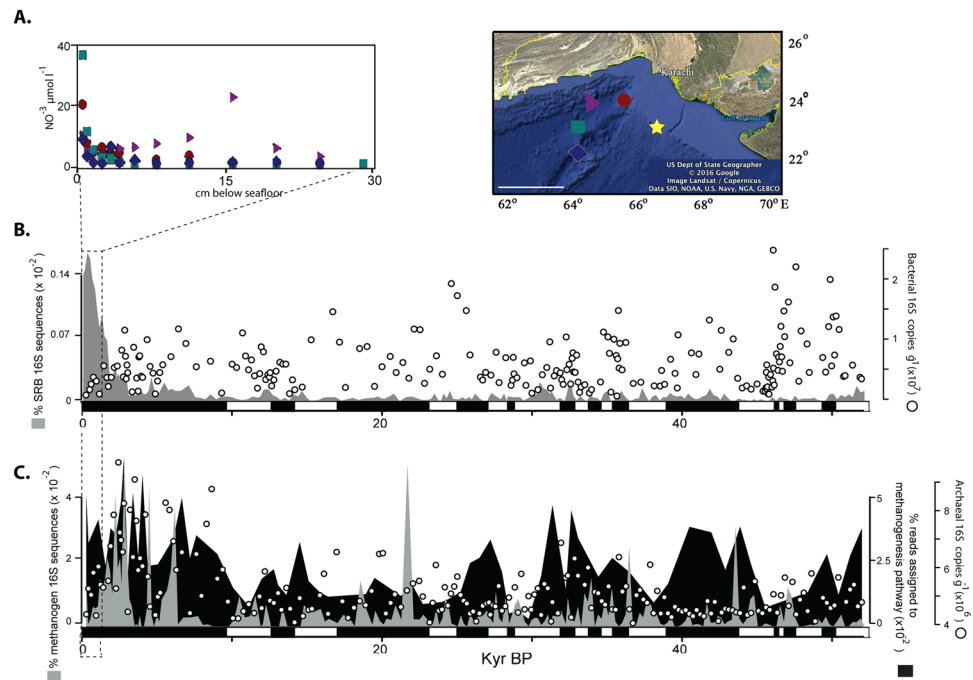 A.
40
20
0
NO⁻³ µmol l⁻¹
0
15
30
cm below seafloor
Karachi
US Dept of State Geographer
© 2016 Google
Image Landsat / Copernicus
Data SIO, NOAA, U.S. Navy, NGA, GEBCO
26°
24°
22°
62°
64°
66°
68°
70° E
B.
% SRB 16S sequences (x 10⁻²)
0.14
0.07
0
0
20
40
2
1
Bacterial 16S copies g⁻¹(x10⁷)
C.
% methanogen 16S sequences (x 10⁻²)
4
2
0
0
20
Kyr BP
40
5
2.5
0
% reads assigned to
methanogenesis pathway (x10⁻²)
8
6
4
Archaeal 16S copies g⁻¹(x10⁶)